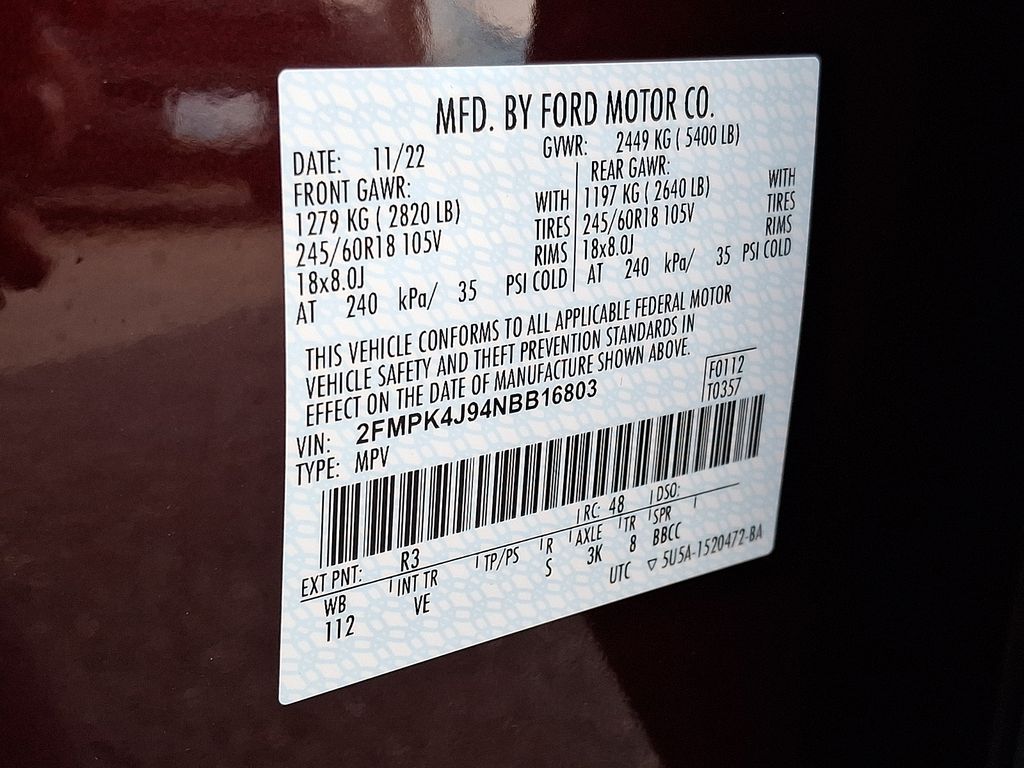 MFD. BY FORD MOTOR CO.
DATE: 11/22 GVWR: 2449 KG ( 5400 LB)
FRONT GAWR: REAR GAWR:
1279 KG ( 2820 LB) WITH 1197 KG ( 2640 LB) WITH
245/60R18 105V TIRES 245/60R18 105V TIRES
18x8.0J RIMS 18x8.0J RIMS
AT 240 kPa/ 35 PSI COLD AT 240 kPa/ 35 PSI COLD
THIS VEHICLE CONFORMS TO ALL APPLICABLE FEDERAL MOTOR
VEHICLE SAFETY AND THEFT PREVENTION STANDARDS IN
EFFECT ON THE DATE OF MANUFACTURE SHOWN ABOVE.
VIN: 2FMPK4J94NBB16803 F0112
TYPE: MPV T0357
EXT PNT: R3 RC: 48 DSO:
WB INT TR TP/PS R AXLE TR SPR
112 VE S 3K 8 BBCC
UTC ▽ 5U5A-1520472-BA